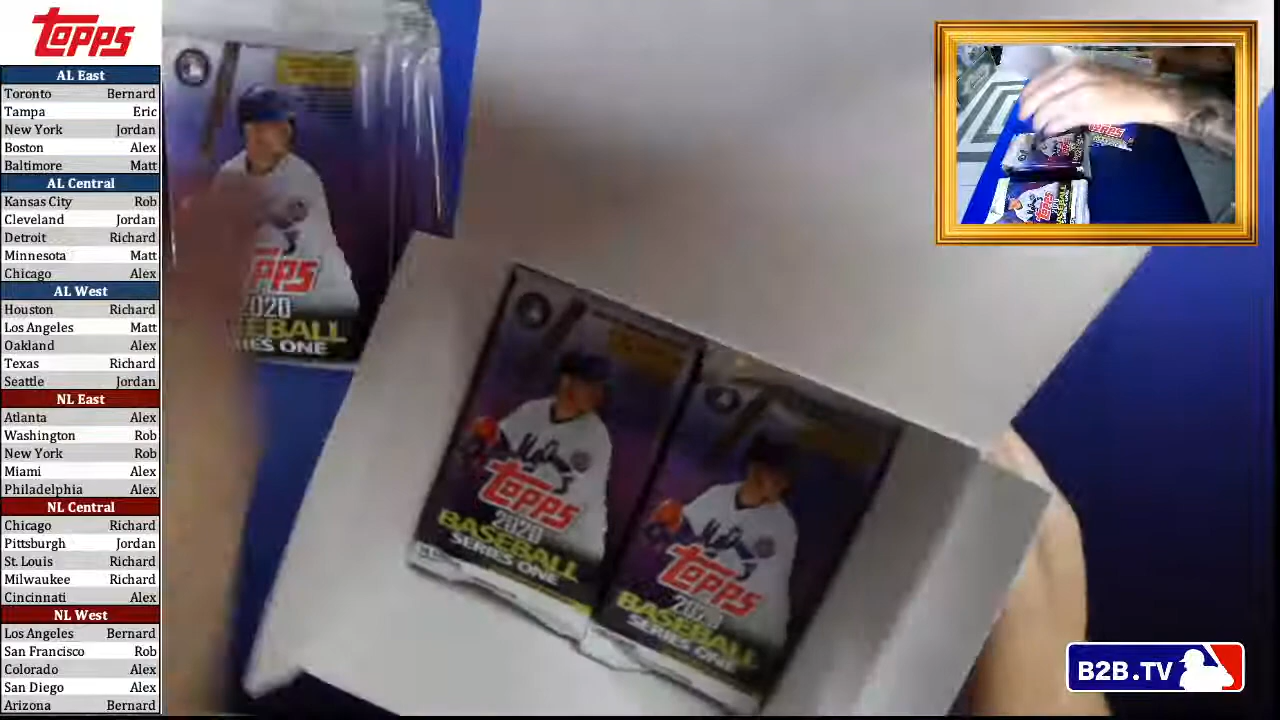 TOPPS
AL East
Toronto Bernard
Tampa Eric
New York Jordan
Boston Alex
Baltimore Matt
AL Central
Kansas City Rob
Cleveland Jordan
Detroit Richard
Minnesota Matt
Chicago Alex
AL West
Houston Richard
Los Angeles Matt
Oakland Alex
Texas Richard
Seattle Jordan
NL East
Atlanta Alex
Washington Rob
New York Rob
Miami Alex
Philadelphia Alex
NL Central
Chicago Richard
Pittsburgh Jordan
St. Louis Richard
Milwaukee Richard
Cincinnati Alex
NL West
Los Angeles Bernard
San Francisco Rob
Colorado Alex
San Diego Alex
Arizona Bernard
PPS
2020
EBALL
IES ONE
TOPPS
2020
BASEBALL
SERIES ONE
TOPPS
2020
BASEBALL
SERIES ONE
TOPPS
TOPPS
B2B.TV